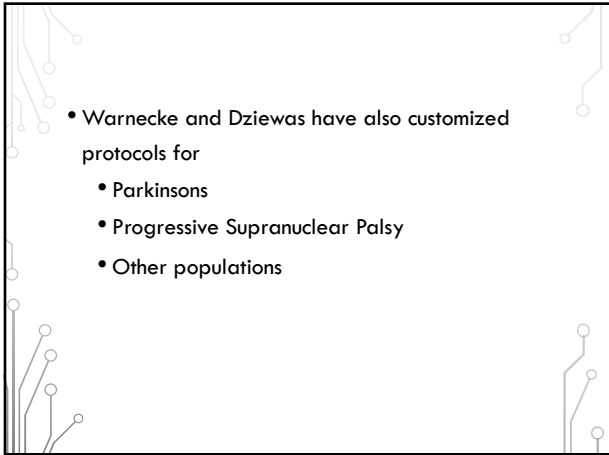 • Warnecke and Dziewas have also customized
protocols for
• Parkinsons
• Progressive Supranuclear Palsy
• Other populations